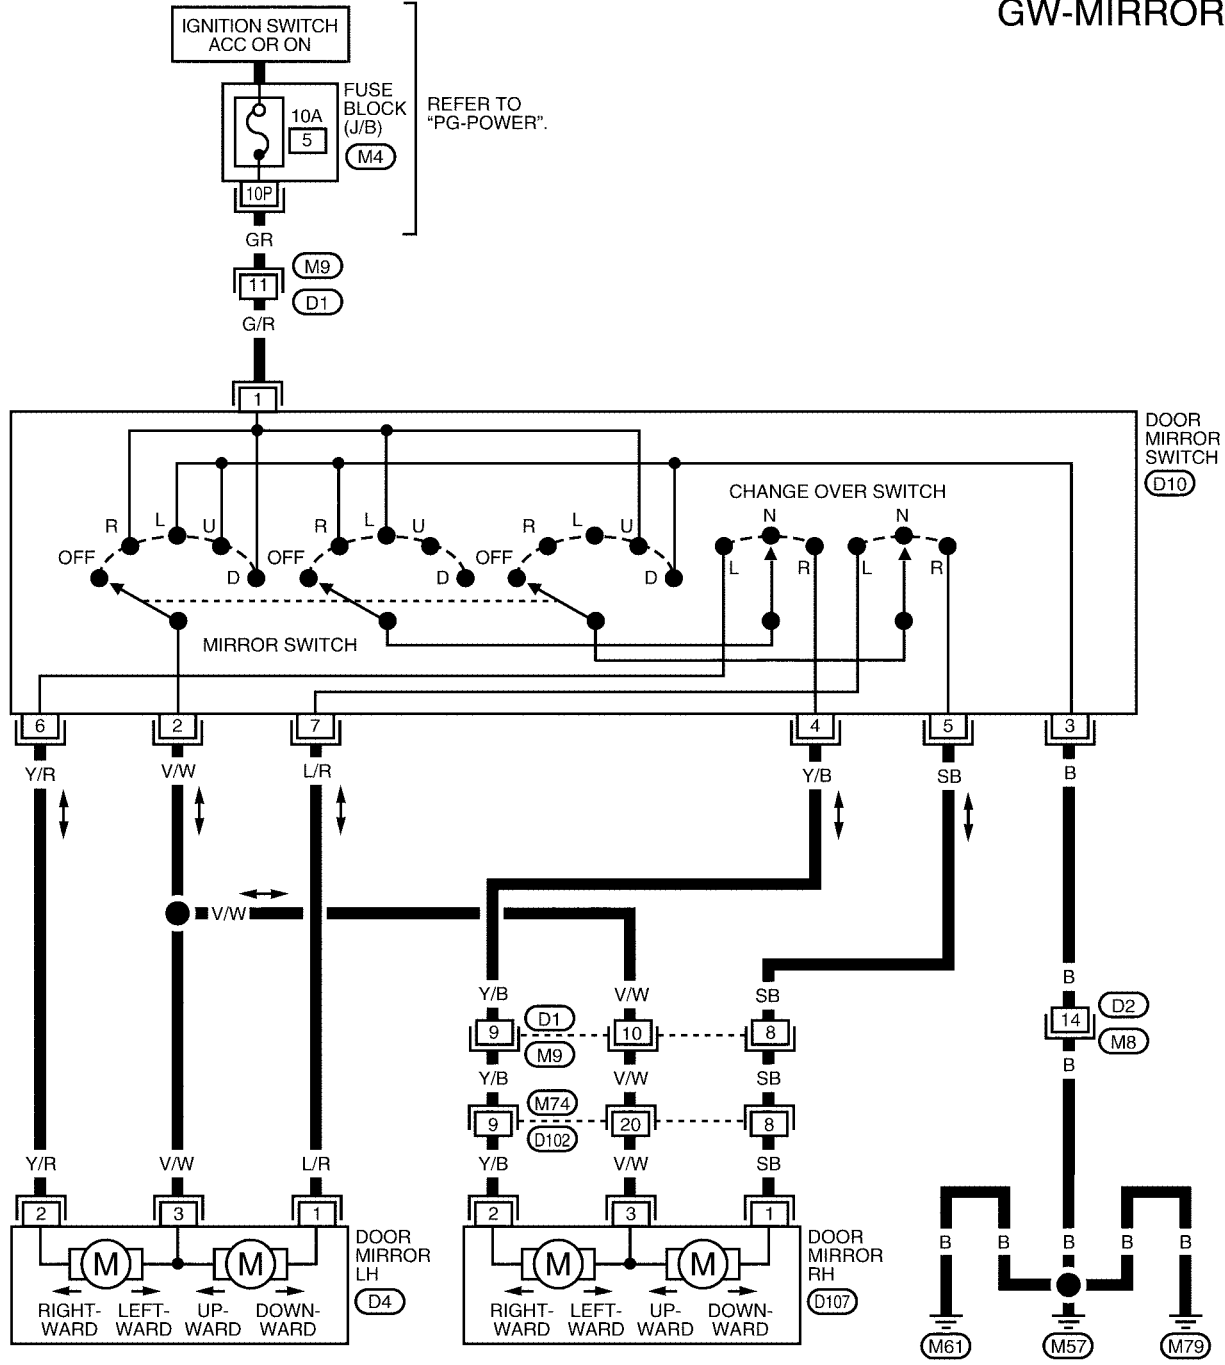 GW-MIRROR
IGNITION SWITCH
ACC OR ON
FUSE
BLOCK
(J/B)
M4
10A
5
REFER TO
"PG-POWER".
10P
GR
M9
11
D1
G/R
1
DOOR
MIRROR
SWITCH
D10
CHANGE OVER SWITCH
OFF R L U D
OFF R L U D
OFF R L U D
L N R
L N R
MIRROR SWITCH
6 2 7 4 5 3
Y/R V/W L/R Y/B SB B
V/W
Y/B V/W SB B
9 D1 10 8 14 D2
M9 M8
Y/B V/W SB B
M74
9 20 8
D102
Y/R V/W L/R Y/B V/W SB
2 3 1 2 3 1
DOOR
MIRROR
LH
D4
M M
RIGHT-
WARD
LEFT-
WARD
UP-
WARD
DOWN-
WARD
DOOR
MIRROR
RH
D107
M M
RIGHT-
WARD
LEFT-
WARD
UP-
WARD
DOWN-
WARD
B B B B B
M61 M57 M79